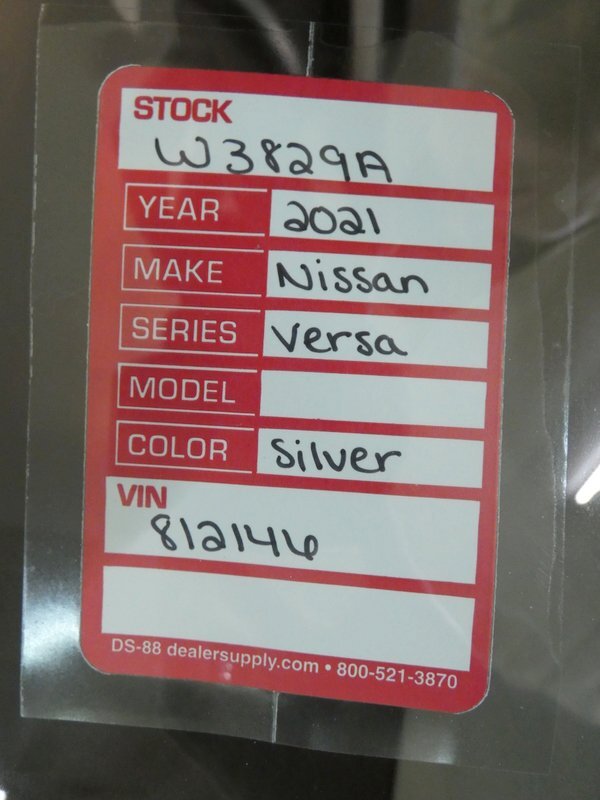 STOCK
W3829A
YEAR 2021
MAKE Nissan
SERIES Versa
MODEL
COLOR Silver
VIN
812146
DS-88 dealersupply.com • 800-521-3870